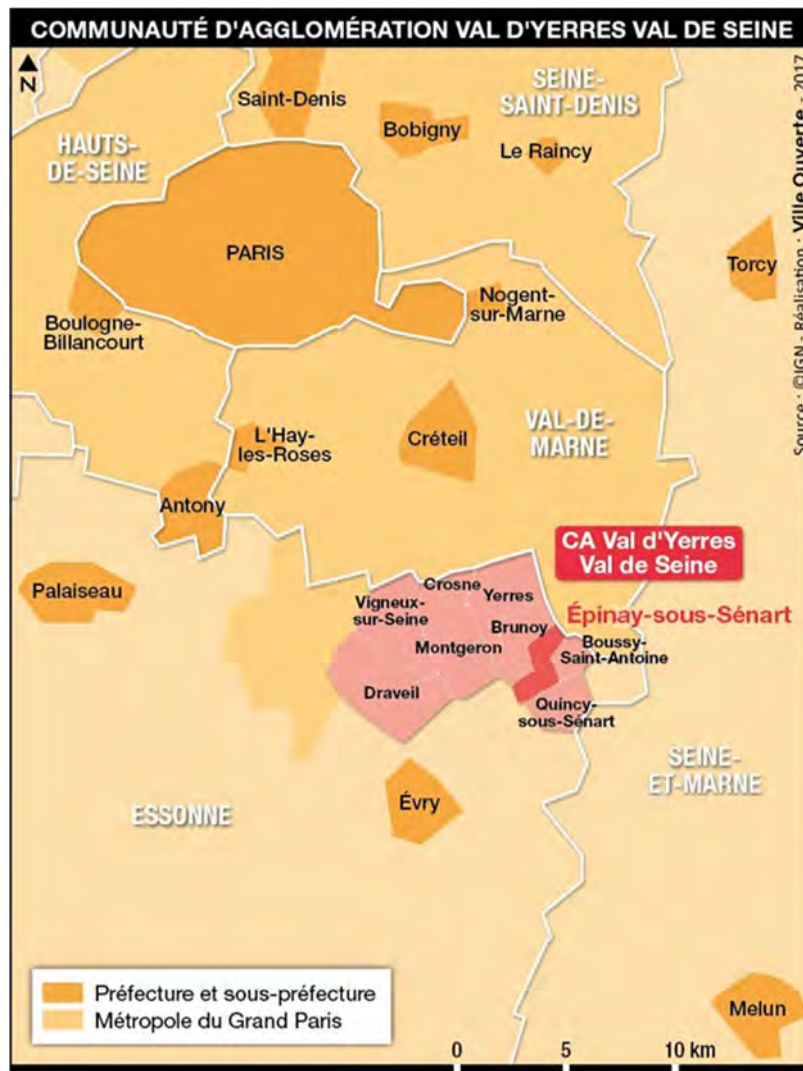 COMMUNAUTÉ D'AGGLOMÉRATION VAL D'YERRES VAL DE SEINE
N
Saint-Denis
SEINE-
SAINT-DENIS
Bobigny
Le Raincy
HAUTS-
DE-SEINE
PARIS
Torcy
Nogent-
sur-Marne
Boulogne-
Billancourt
Source : ©IGN - Réalisation : Ville Ouverte - 2017
L'Hay-
les-Roses
Créteil
VAL-DE-
MARNE
Antony
CA Val d'Yerres
Val de Seine
Palaiseau
Crosne
Yerres
Vigneux-
sur-Seine
Épinay-sous-Sénart
Brunoy
Boussy-
Saint-Antoine
Montgeron
Draveil
Quincy-
sous-Sénart
SEINE-
ET-MARNE
Évry
ESSONNE
Préfecture et sous-préfecture
Métropole du Grand Paris
Melun
0 5 10 km